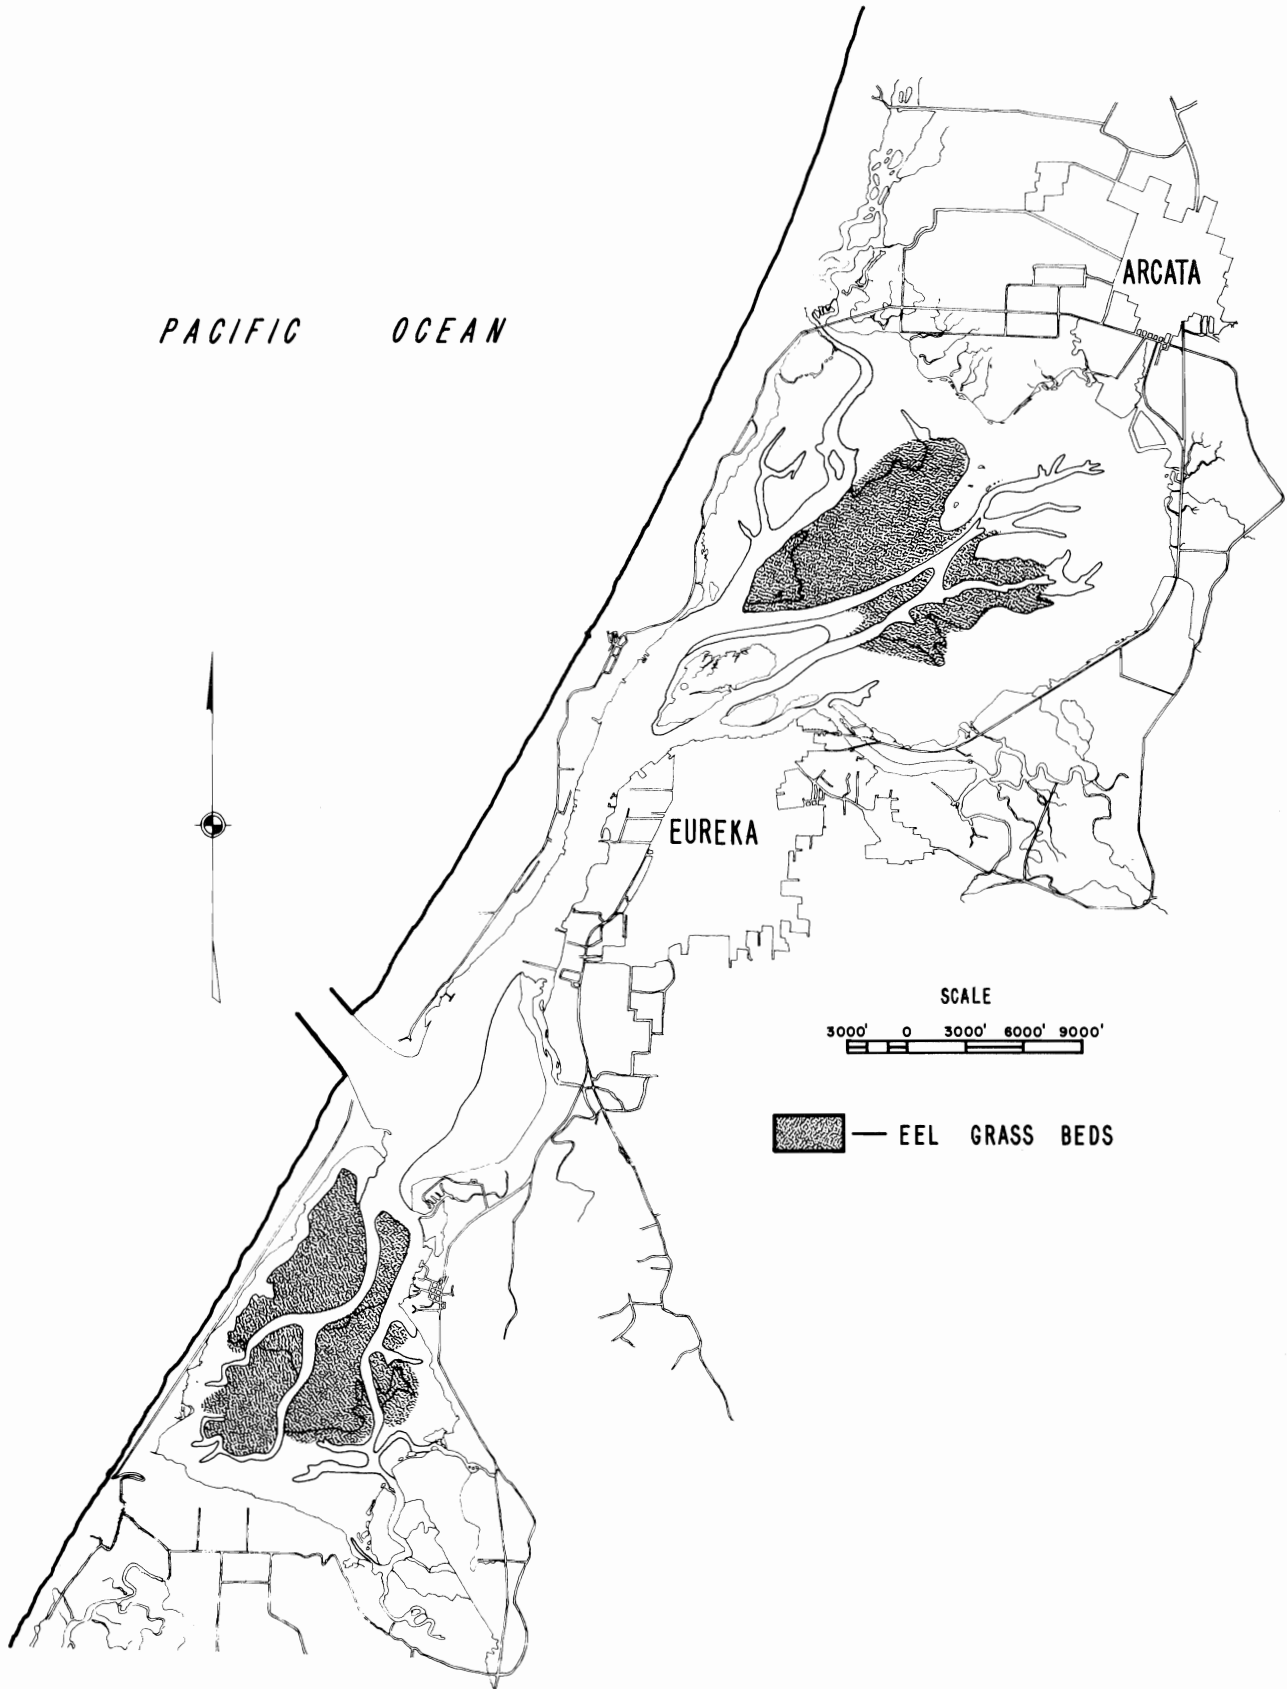 ARCATA
PACIFIC OCEAN
EUREKA
SCALE
3000' 0 3000' 6000' 9000'
EEL GRASS BEDS